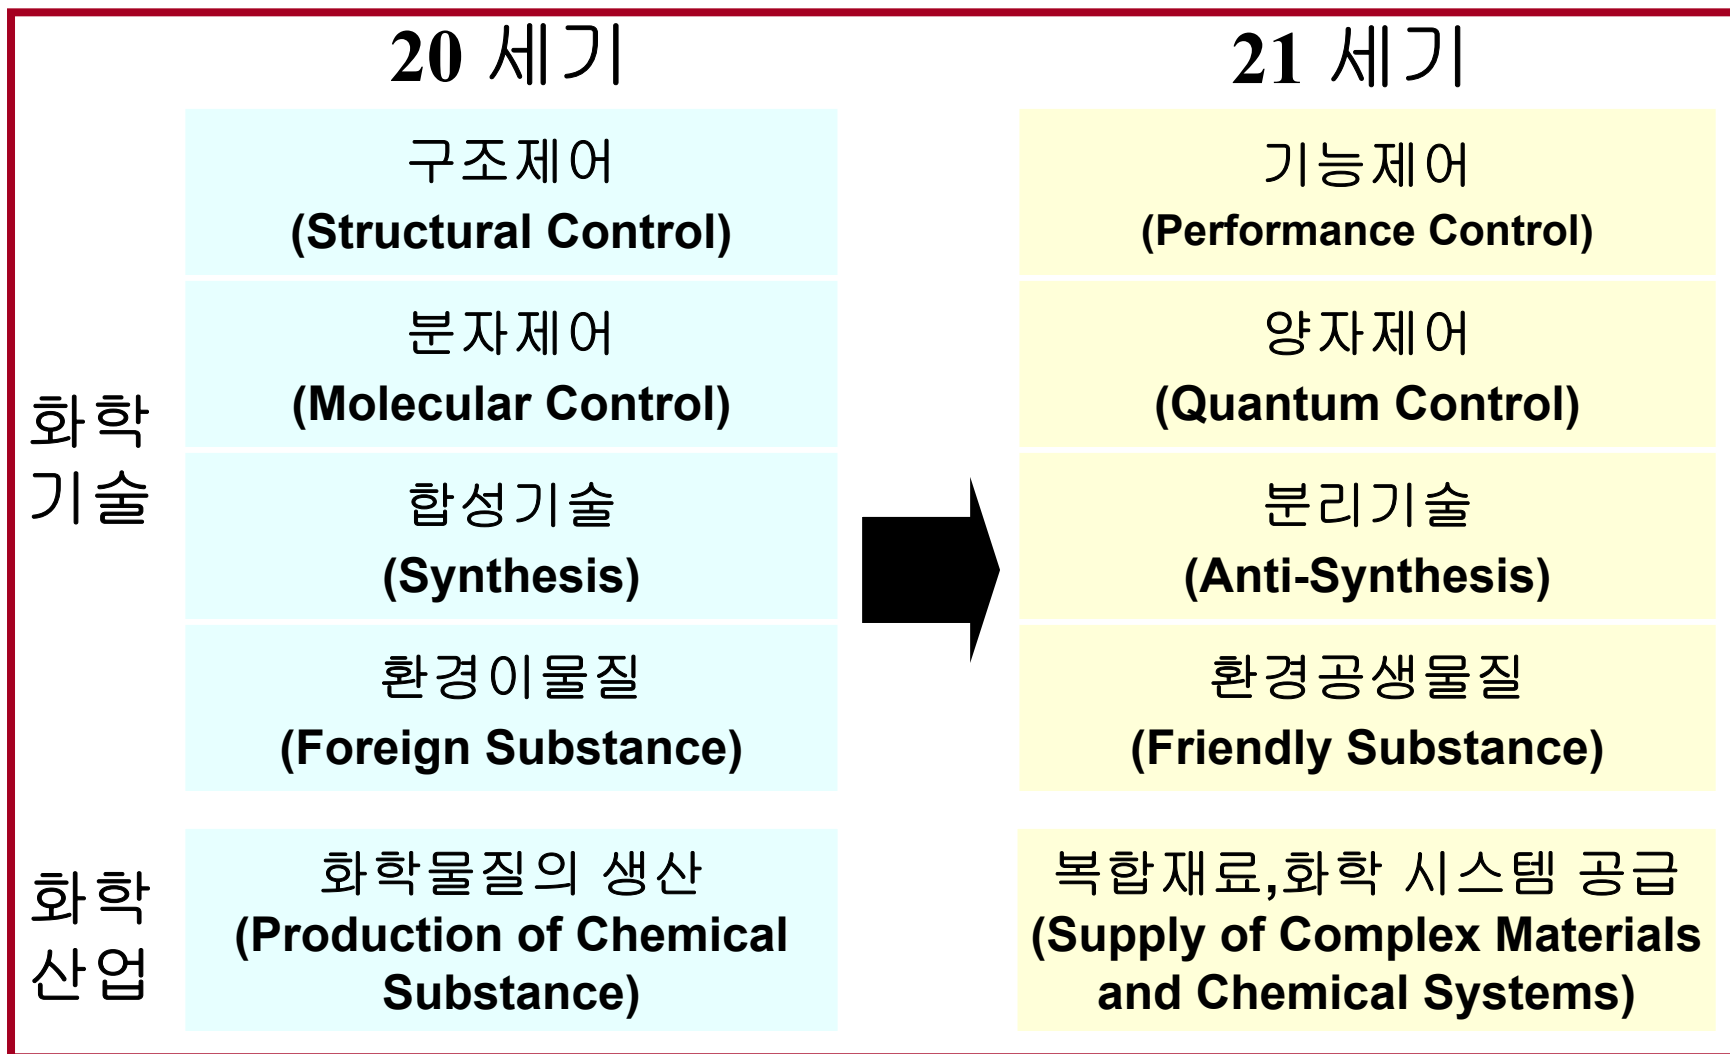 20 세기
21 세기
화학
기술
구조제어
(Structural Control)
기능제어
(Performance Control)
분자제어
(Molecular Control)
양자제어
(Quantum Control)
합성기술
(Synthesis)
분리기술
(Anti-Synthesis)
환경이물질
(Foreign Substance)
환경공생물질
(Friendly Substance)
화학
산업
화학물질의 생산
(Production of Chemical
Substance)
복합재료,화학 시스템 공급
(Supply of Complex Materials
and Chemical Systems)